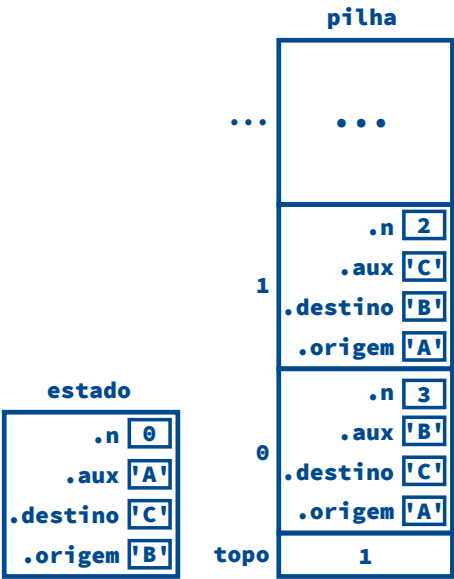 pilha
... ...
.n 2
.aux 'C'
1
.destino 'B'
.origem 'A'
.n 3
.aux 'B'
0
.destino 'C'
.origem 'A'
topo 1
estado
.n 0
.aux 'A'
.destino 'C'
.origem 'B'